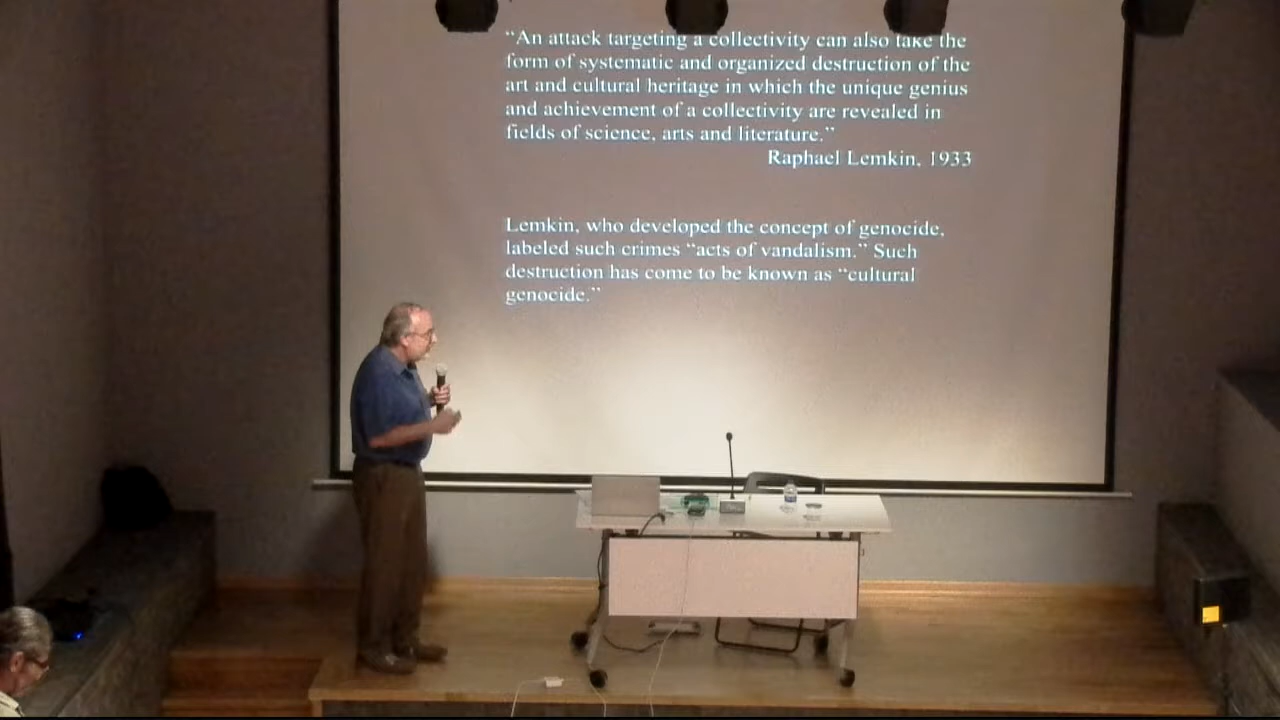 “An attack targeting a collectivity can also take the
form of systematic and organized destruction of the
art and cultural heritage in which the unique genius
and achievement of a collectivity are revealed in
fields of science, arts and literature.”
Raphael Lemkin, 1933
Lemkin, who developed the concept of genocide,
labeled such crimes “acts of vandalism.” Such
destruction has come to be known as “cultural
genocide.”